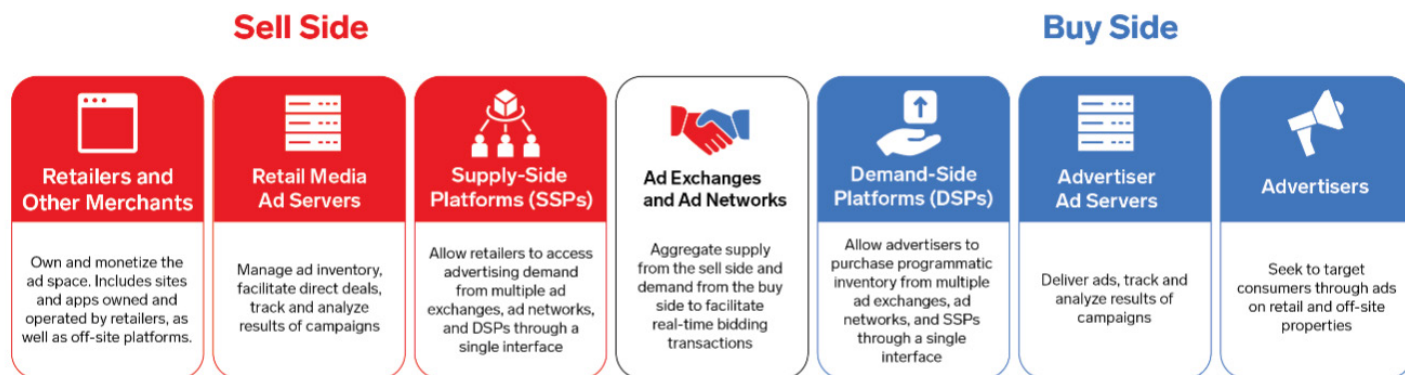 Sell Side
Buy Side
Retailers and
Other Merchants
Own and monetize the
ad space. Includes sites
and apps owned and
operated by retailers, as
well as off-site platforms.
Retail Media
Ad Servers
Manage ad inventory,
facilitate direct deals,
track and analyze
results of campaigns
Supply-Side
Platforms (SSPs)
Allow retailers to access
advertising demand
from multiple ad
exchanges, ad networks,
and DSPs through a
single interface
Ad Exchanges
and Ad Networks
Aggregate supply
from the sell side and
demand from the buy
side to facilitate
real-time bidding
transactions
Demand-Side
Platforms (DSPs)
Allow advertisers to
purchase programmatic
inventory from multiple
ad exchanges, ad
networks, and SSPs
through a single
interface
Advertiser
Ad Servers
Deliver ads, track and
analyze results of
campaigns
Advertisers
Seek to target
consumers through ads
on retail and off-site
properties